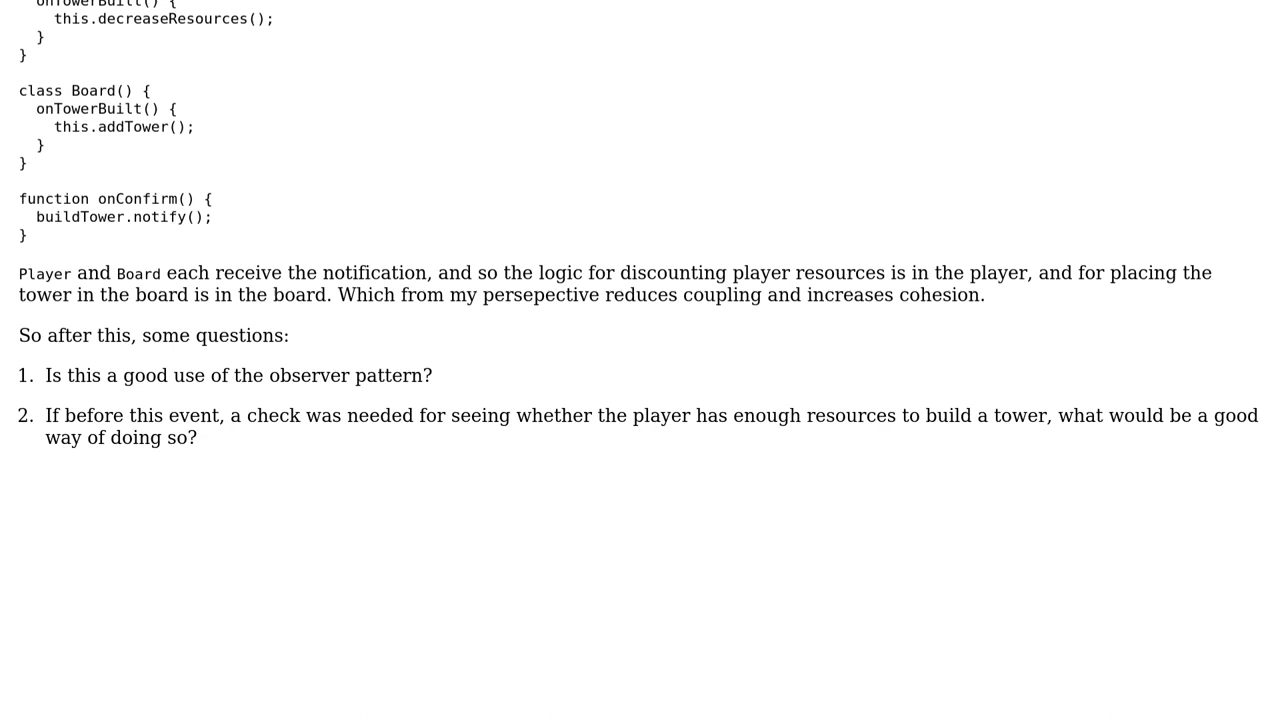 onTowerBuilt() {
    this.decreaseResources();
  }
}
class Board() {
  onTowerBuilt() {
    this.addTower();
  }
}
function onConfirm() {
  buildTower.notify();
}
Player and Board each receive the notification, and so the logic for discounting player resources is in the player, and for placing the
tower in the board is in the board. Which from my persepective reduces coupling and increases cohesion.
So after this, some questions:
1. Is this a good use of the observer pattern?
2. If before this event, a check was needed for seeing whether the player has enough resources to build a tower, what would be a good
way of doing so?